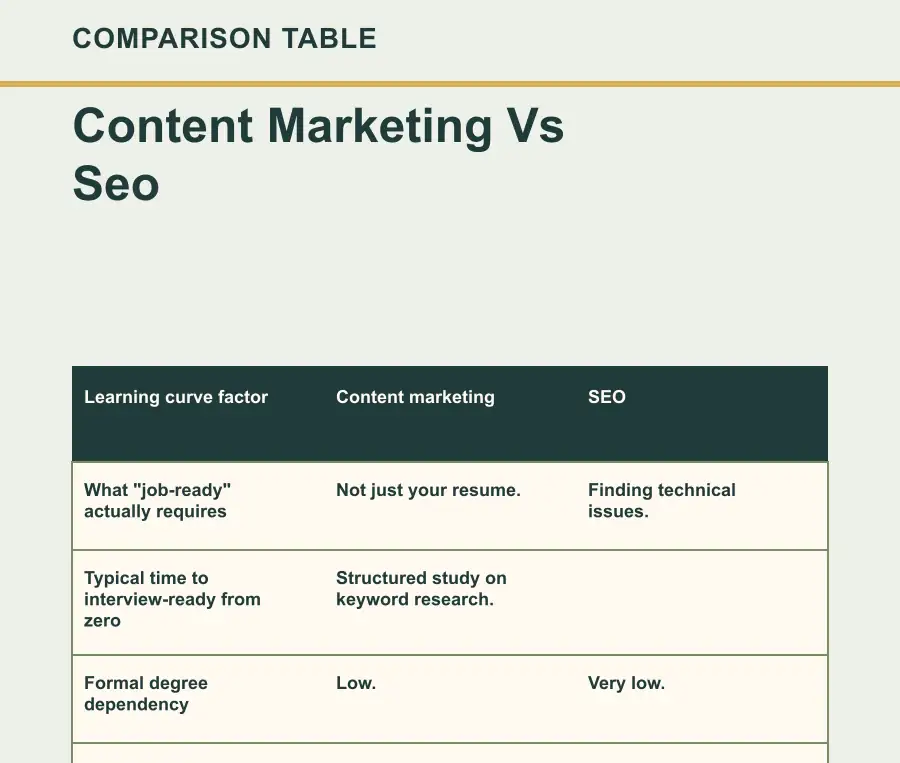 COMPARISON TABLE
Content Marketing Vs
Seo
Learning curve factor
Content marketing
SEO
What "job-ready"
actually requires
Not just your resume.
Finding technical
issues.
Typical time to
interview-ready from
zero
Structured study on
keyword research.
Formal degree
dependency
Low.
Very low.